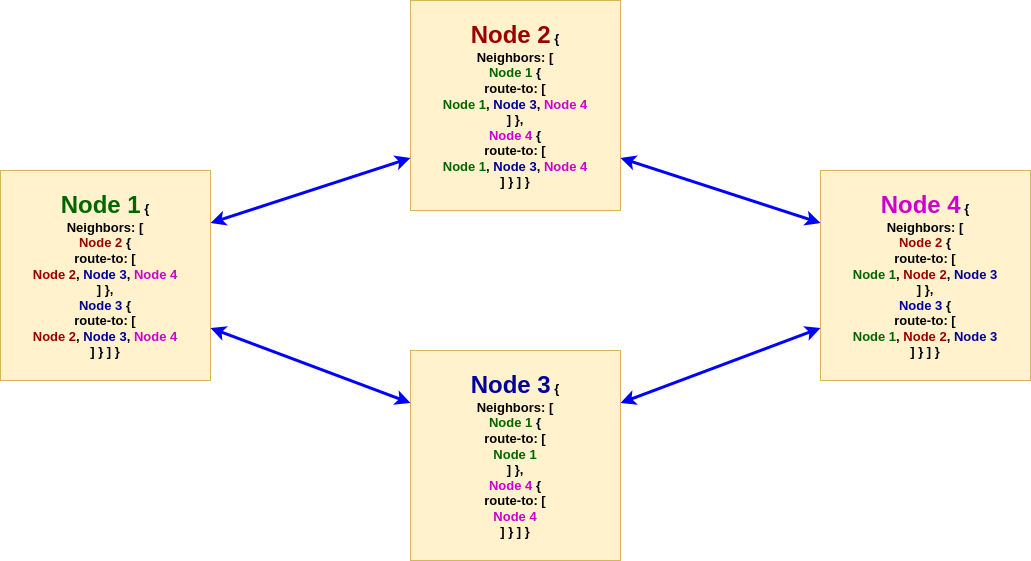 Node 2 {
Neighbors: [
Node 1 {
route-to: [
Node 1, Node 3, Node 4
] },
Node 4 {
route-to: [
Node 1, Node 3, Node 4
] } ] }
Node 1 {
Neighbors: [
Node 2 {
route-to: [
Node 2, Node 3, Node 4
] },
Node 3 {
route-to: [
Node 2, Node 3, Node 4
] } ] }
Node 4 {
Neighbors: [
Node 2 {
route-to: [
Node 1, Node 2, Node 3
] },
Node 3 {
route-to: [
Node 1, Node 2, Node 3
] } ] }
Node 3 {
Neighbors: [
Node 1 {
route-to: [
Node 1
] },
Node 4 {
route-to: [
Node 4
] } ] }